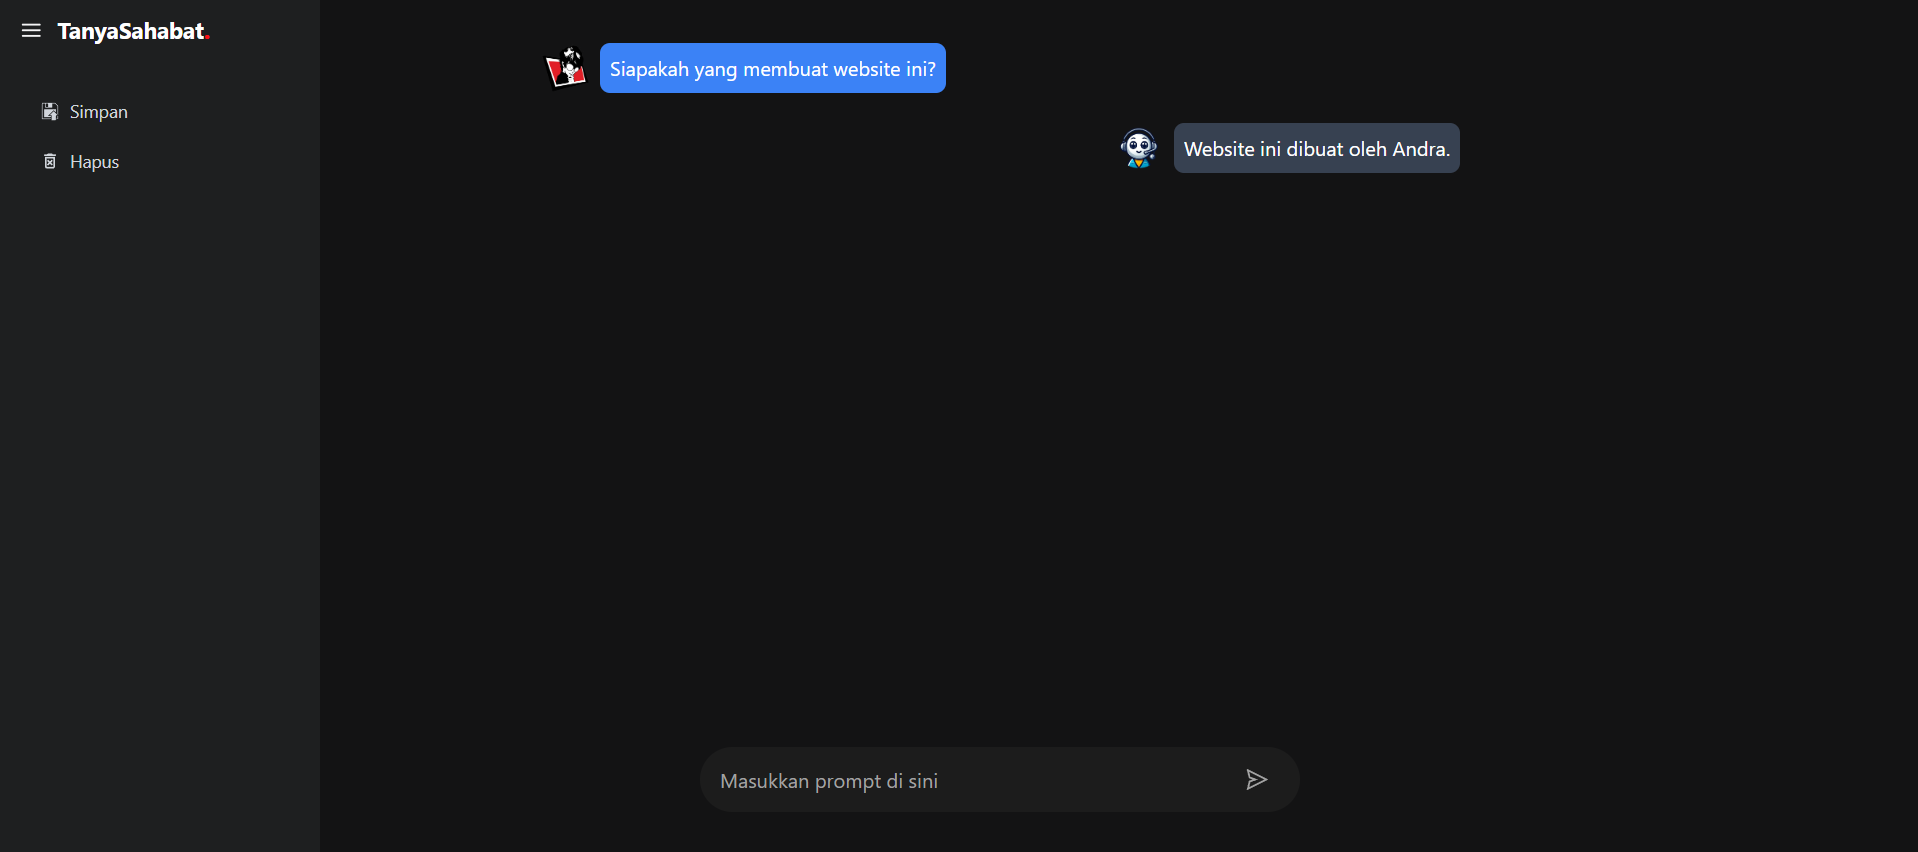 TanyaSahabat.
Simpan
Hapus
Siapakah yang membuat website ini?
Website ini dibuat oleh Andra.
Masukkan prompt di sini